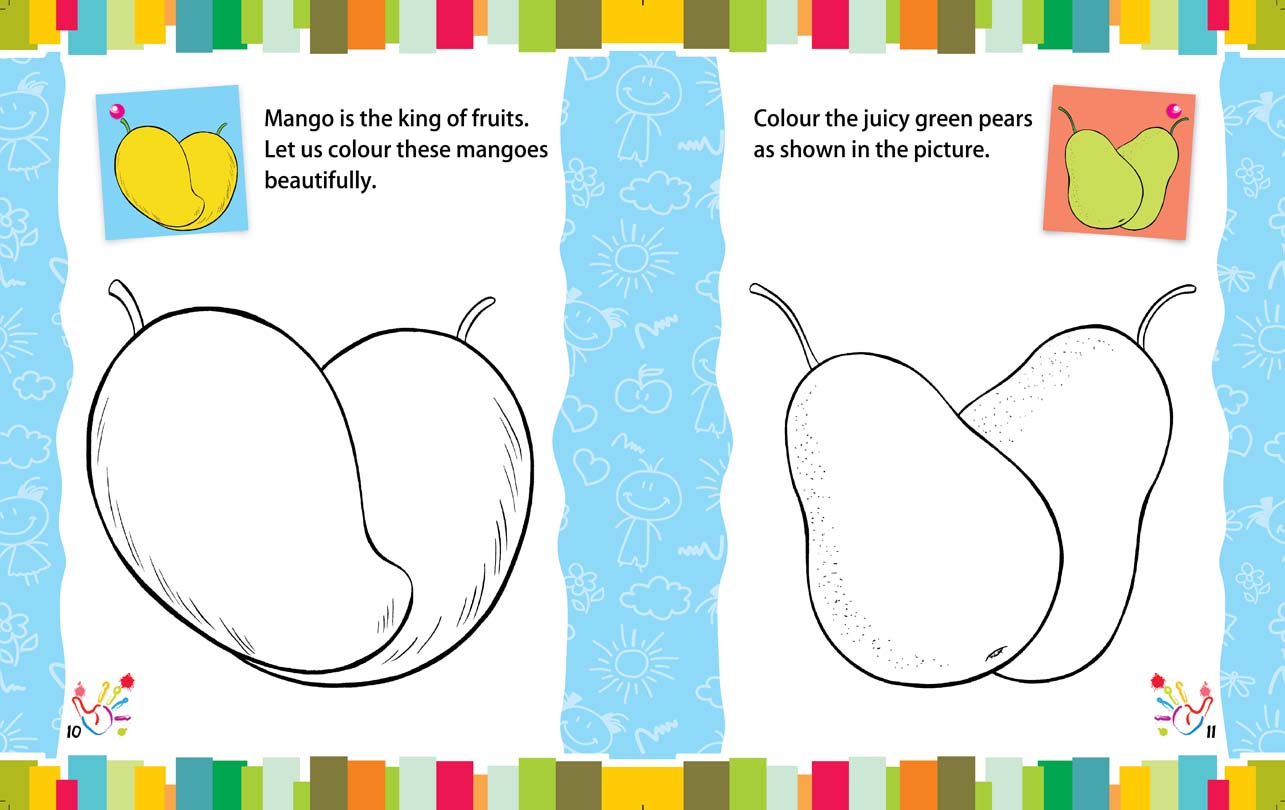 Mango is the king of fruits.
Let us colour these mangoes
beautifully.
10
Colour the juicy green pears
as shown in the picture.
11